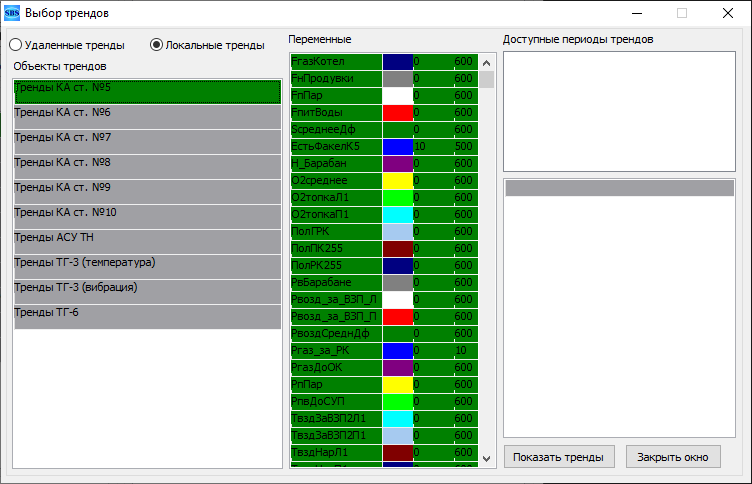 SBS Выбор трендов
Удаленные тренды Локальные тренды
Объекты трендов
Тренды КА ст. №5
Тренды КА ст. №6
Тренды КА ст. №7
Тренды КА ст. №8
Тренды КА ст. №9
Тренды КА ст. №10
Тренды АСУ ТН
Тренды ТГ-3 (температура)
Тренды ТГ-3 (вибрация)
Тренды ТГ-6
Переменные
FгазКотел 0 600
FнПродувки 0 600
FпПар 0 600
FпитВоды 0 600
SсреднееДф 0 600
ЕстьФакелК5 10 500
Н_Барабан 0 600
О2среднее 0 600
О2топкаЛ1 0 600
О2топкаП1 0 600
ПолГРК 0 600
ПолПК255 0 600
ПолРК255 0 600
РвБарабане 0 600
Рвозд_за_ВЗП_Л 0 600
Рвозд_за_ВЗП_П 0 600
РвоздСреднДф 0 600
Ргаз_за_РК 0 10
РгазДоОК 0 600
РпПар 0 600
РпвДоСУП 0 600
ТвздЗаВЗП2Л1 0 600
ТвздЗаВЗП2П1 0 600
ТвздНарЛ1 0 600
Доступные периоды трендов
Показать тренды Закрыть окно